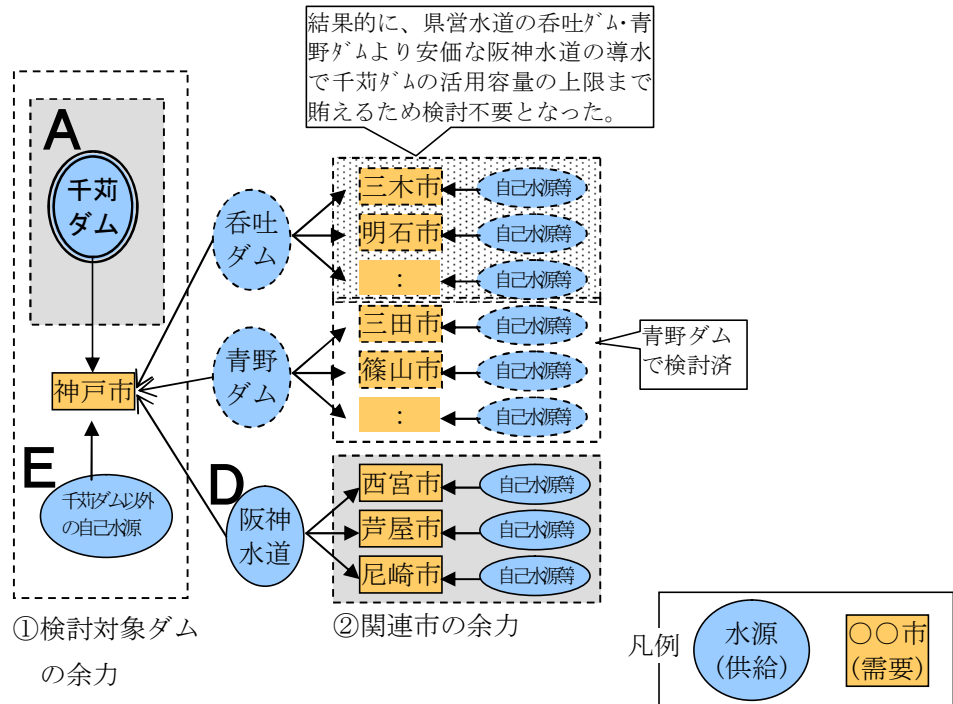 結果的に、県営水道の呑吐ダム・青
野ダムより安価な阪神水道の導水
で千苅ダムの活用容量の上限まで
賄えるため検討不要となった。
A
千苅
ダム
神戸市
E
千苅ダム以外
の自己水源
呑吐
ダム
青野
ダム
D
阪神
水道
三木市
自己水源等
明石市
自己水源等
:
自己水源等
三田市
自己水源等
篠山市
自己水源等
:
自己水源等
青野ダム
で検討済
西宮市
自己水源等
芦屋市
自己水源等
尼崎市
自己水源等
①検討対象ダム
の余力
②関連市の余力
凡例
水源
(供給)
○○市
(需要)